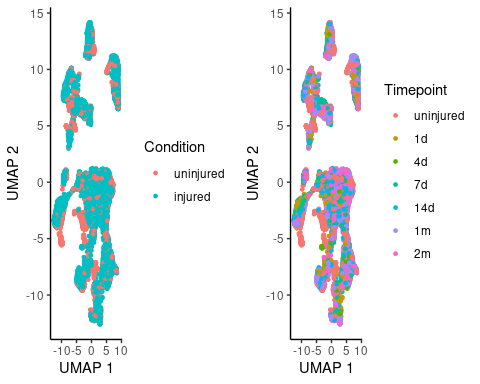 15
10
5
0
-5
-10
UMAP 2
-10 -5 0 5 10
UMAP 1
Condition
uninjured
injured
15
10
5
0
-5
-10
UMAP 2
-10 -5 0 5 10
UMAP 1
Timepoint
uninjured
1d
4d
7d
14d
1m
2m